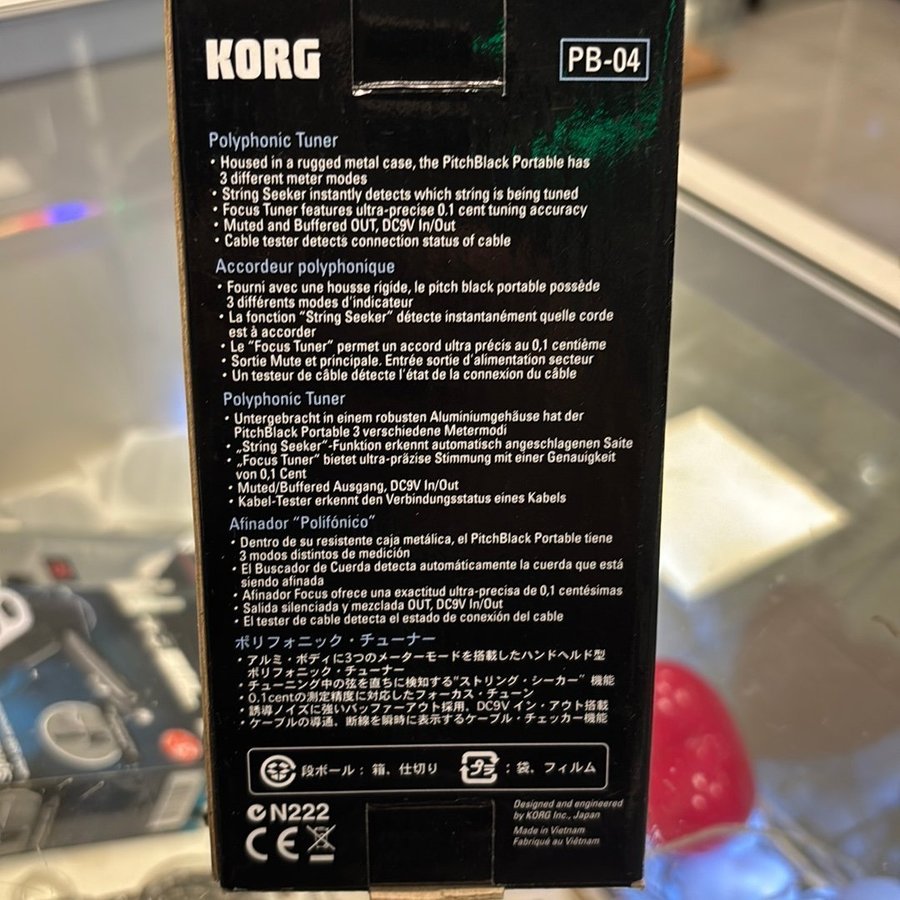 KORG
PB-04
Polyphonic Tuner
• Housed in a rugged metal case, the PitchBlack Portable has
3 different meter modes
• String Seeker instantly detects which string is being tuned
• Focus Tuner features ultra-precise 0.1 cent tuning accuracy
• Muted and Buffered OUT, DC9V In/Out
• Cable tester detects connection status of cable
Accordeur polyphonique
• Fourni avec une housse rigide, le pitch black portable possède
3 différents modes d'indicateur
• La fonction "String Seeker" détecte instantanément quelle corde
est à accorder
• Le "Focus Tuner" permet un accord ultra précis au 0,1 centième
• Sortie Mute et principale. Entrée sortie d'alimentation secteur
• Un testeur de câble détecte l'état de la connexion du câble
Polyphonic Tuner
• Untergebracht in einem robusten Aluminiumgehäuse hat der
PitchBlack Portable 3 verschiedene Metermodi
• „String Seeker"-Funktion erkennt automatisch angeschlagenen Saite
• „Focus Tuner" bietet ultra-präzise Stimmung mit einer Genauigkeit
von 0,1 Cent
• Muted/Buffered Ausgang, DC9V In/Out
• Kabel-Tester erkennt den Verbindungsstatus eines Kabels
Afinador "Polifónico"
• Dentro de su resistente caja metálica, el PitchBlack Portable tiene
3 modos distintos de medición
• El Buscador de Cuerda detecta automáticamente la cuerda que está
siendo afinada
• Afinador Focus ofrece una exactitud ultra-precisa de 0,1 centésimas
• Salida silenciada y mezclada OUT, DC9V In/Out
• El tester de cable detecta el estado de conexión del cable
ポリフォニック・チューナー
• アルミ・ボディに3つのメーターモードを搭載したハンドヘルド型
ポリフォニック・チューナー
• チューニング中の弦を直ちに検知する"ストリング・シーカー" 機能
• 0.1centの測定精度に対応したフォーカス・チューン
• 誘導ノイズに強いバッファーアウト採用、DC9V イン・アウト搭載
• ケーブルの導通、断線を瞬時に表示するケーブル・チェッカー機能
段ボール：箱、仕切り プラ：袋、フィルム
N222
CE
Designed and engineered
by KORG Inc., Japan
Made in Vietnam
Fabriqué au Viêtnam